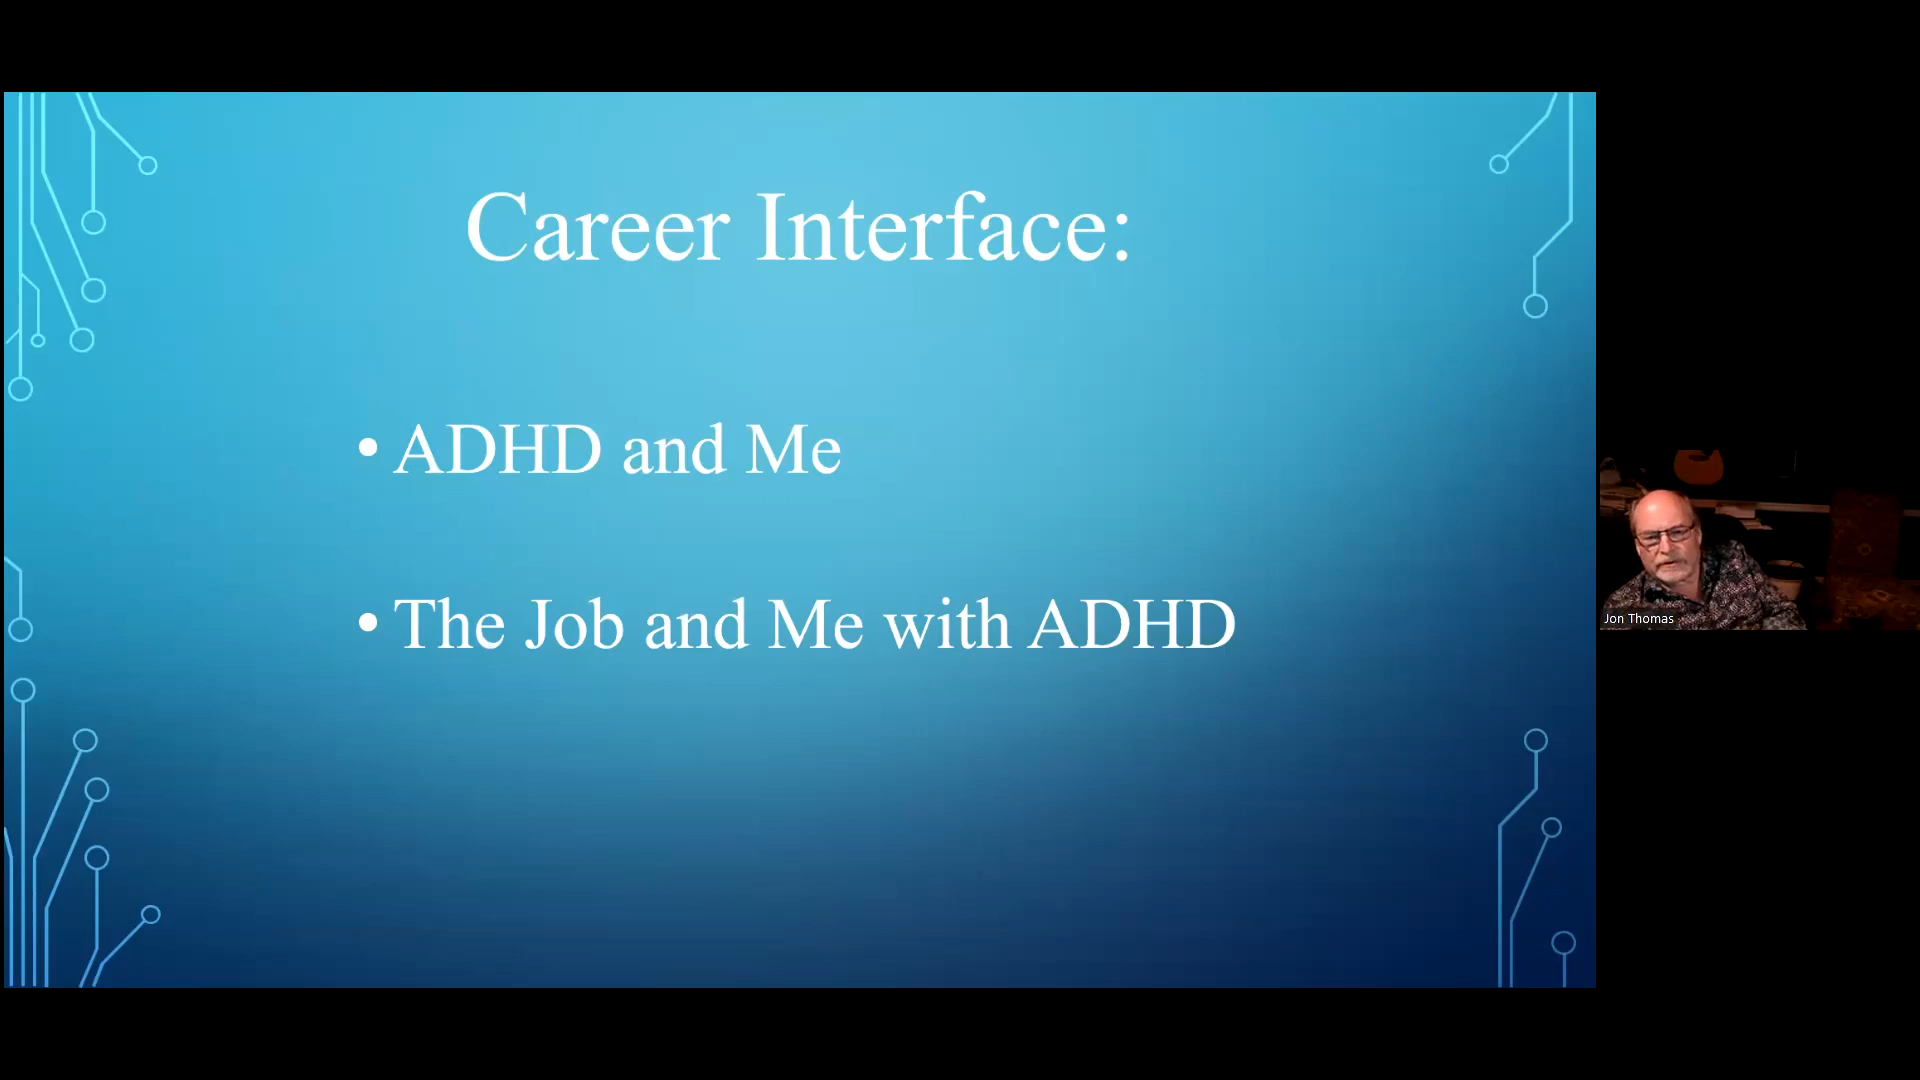 Career Interface:
• ADHD and Me
• The Job and Me with ADHD
Jon Thomas